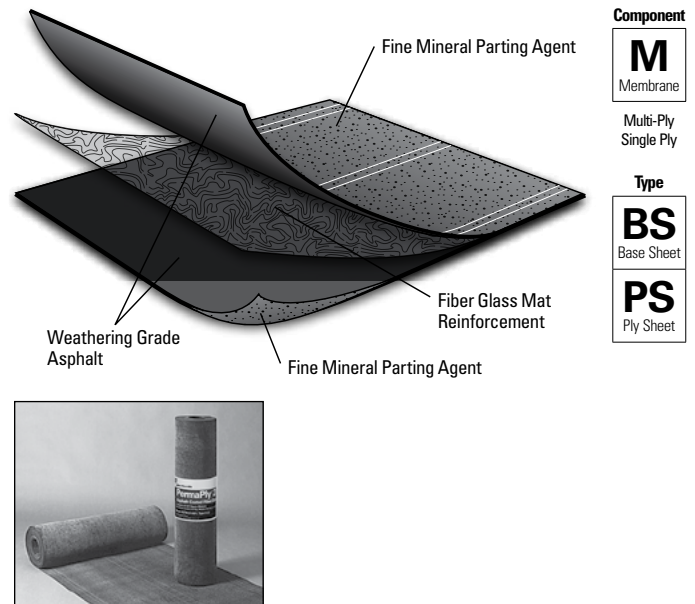 Component
M
Membrane
Multi-Ply
Single Ply
Type
BS
Base Sheet
PS
Ply Sheet
Fine Mineral Parting Agent
Fiber Glass Mat
Reinforcement
Weathering Grade
Asphalt
Fine Mineral Parting Agent
PermaPly